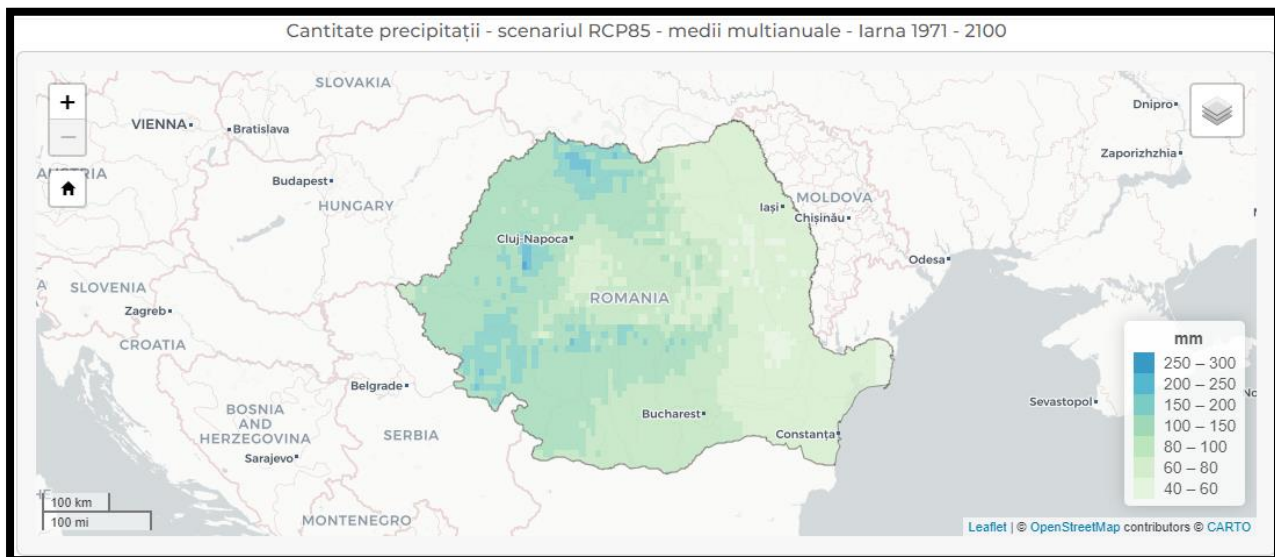 Cantitate precipitații - scenariul RCP85 - medii multianuale - Iarna 1971 - 2100
+
−
SLOVAKIA
VIENNA
Bratislava
Dnipro
Zaporizhzhia
AUSTRIA
Budapest
HUNGARY
MOLDOVA
Iași
Chișinău
Cluj-Napoca
Odesa
SLOVENIA
ROMANIA
Zagreb
CROATIA
Belgrade
BOSNIA
AND
HERZEGOVINA
SERBIA
Bucharest
Constanța
Sevastopol
Sarajevo
MONTENEGRO
mm
250 – 300
200 – 250
150 – 200
100 – 150
80 – 100
60 – 80
40 – 60
100 km
100 mi
Leaflet | © OpenStreetMap contributors © CARTO